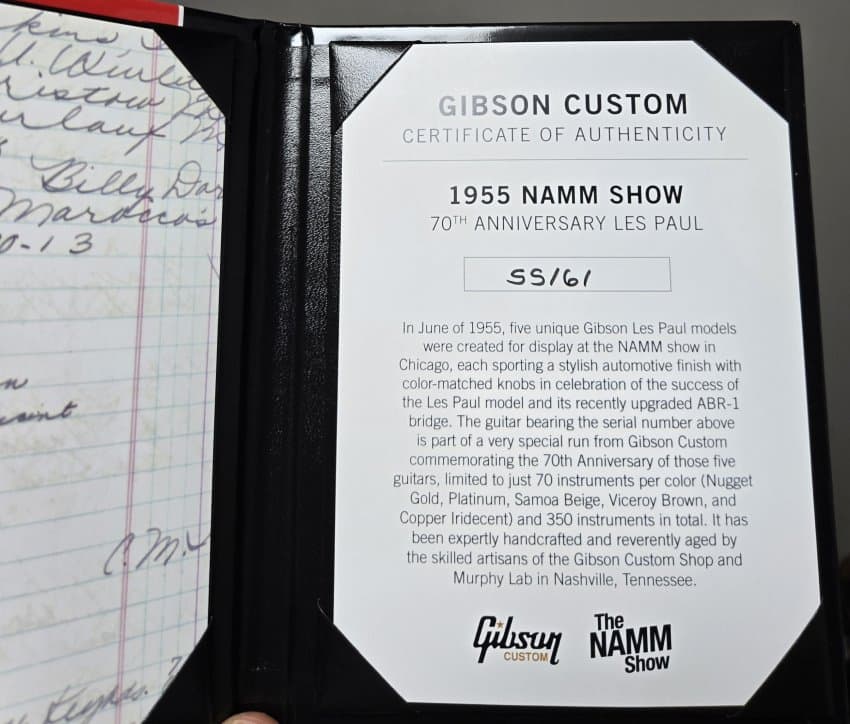 Billy
Maroccas
0-13
C.M.
GIBSON CUSTOM
CERTIFICATE OF AUTHENTICITY
1955 NAMM SHOW
70TH ANNIVERSARY LES PAUL
55/61
In June of 1955, five unique Gibson Les Paul models
were created for display at the NAMM show in
Chicago, each sporting a stylish automotive finish with
color-matched knobs in celebration of the success of
the Les Paul model and its recently upgraded ABR-1
bridge. The guitar bearing the serial number above
is part of a very special run from Gibson Custom
commemorating the 70th Anniversary of those five
guitars, limited to just 70 instruments per color (Nugget
Gold, Platinum, Samoa Beige, Viceroy Brown, and
Copper Iridecent) and 350 instruments in total. It has
been expertly handcrafted and reverently aged by
the skilled artisans of the Gibson Custom Shop and
Murphy Lab in Nashville, Tennessee.
Gibson
CUSTOM
The
NAMM
Show